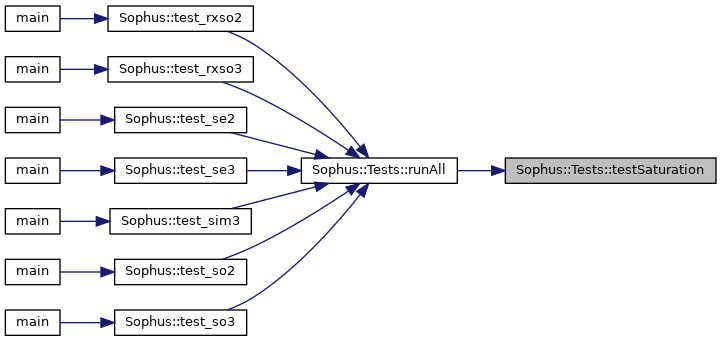 main
Sophus::test_rxso2
main
Sophus::test_rxso3
main
Sophus::test_se2
main
Sophus::test_se3
Sophus::Tests::runAll
Sophus::Tests::testSaturation
main
Sophus::test_sim3
main
Sophus::test_so2
main
Sophus::test_so3